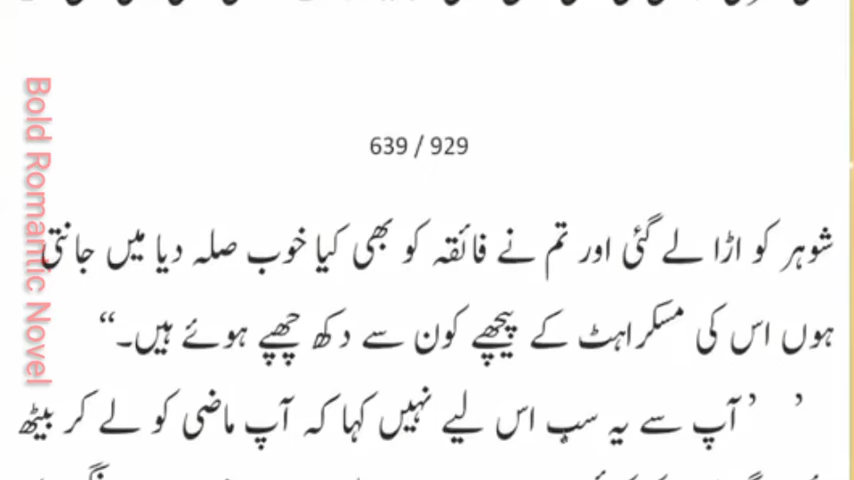 639 / 929
شوہر کو اڑا لے گئی اور تم نے فائقہ کو بھی کیا خوب صلہ دیا میں جانتی
ہوں اس کی مسکراہٹ کے پیچھے کون سے دکھ چھپے ہوئے ہیں۔“
’ ’ آپ سے یہ سب اس لیے نہیں کہا کہ آپ ماضی کو لے کر بیٹھ
Bold Romantic Novel